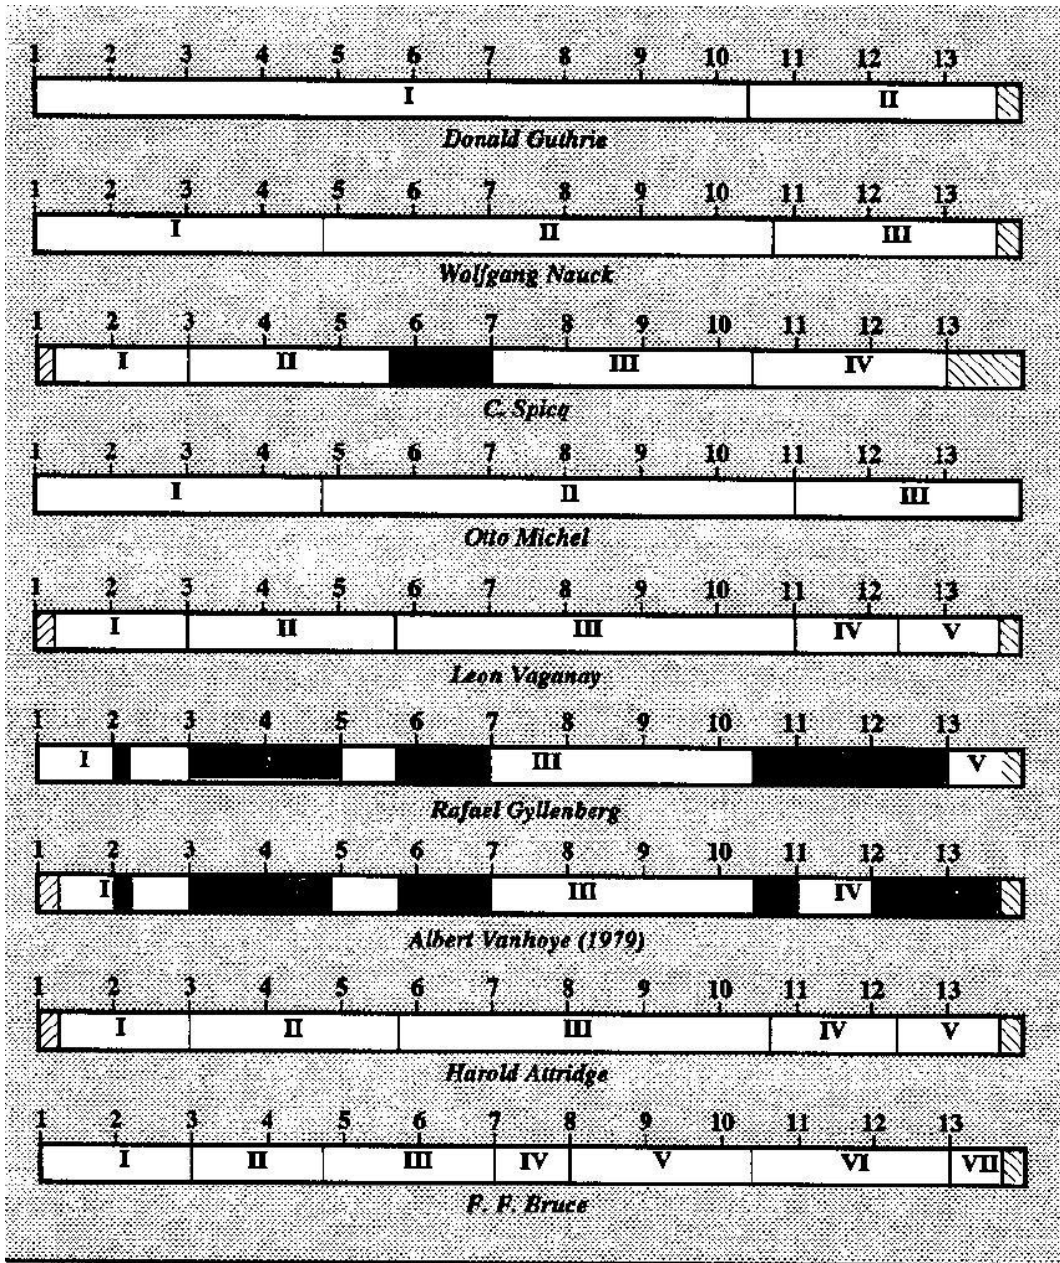 1 2 3 4 5 6 7 8 9 10 11 12 13
I II
Donald Guthrie
1 2 3 4 5 6 7 8 9 10 11 12 13
I II III
Wolfgang Nauck
1 2 3 4 5 6 7 8 9 10 11 12 13
I II III IV
C. Spicq
1 2 3 4 5 6 7 8 9 10 11 12 13
I II III
Otto Michel
1 2 3 4 5 6 7 8 9 10 11 12 13
I II III IV V
Leon Vaganay
1 2 3 4 5 6 7 8 9 10 11 12 13
I III V
Rafael Gyllenberg
1 2 3 4 5 6 7 8 9 10 11 12 13
I III IV
Albert Vanhoye (1979)
1 2 3 4 5 6 7 8 9 10 11 12 13
I II III IV V
Harold Attridge
1 2 3 4 5 6 7 8 9 10 11 12 13
I II III IV V VI VII
F. F. Bruce